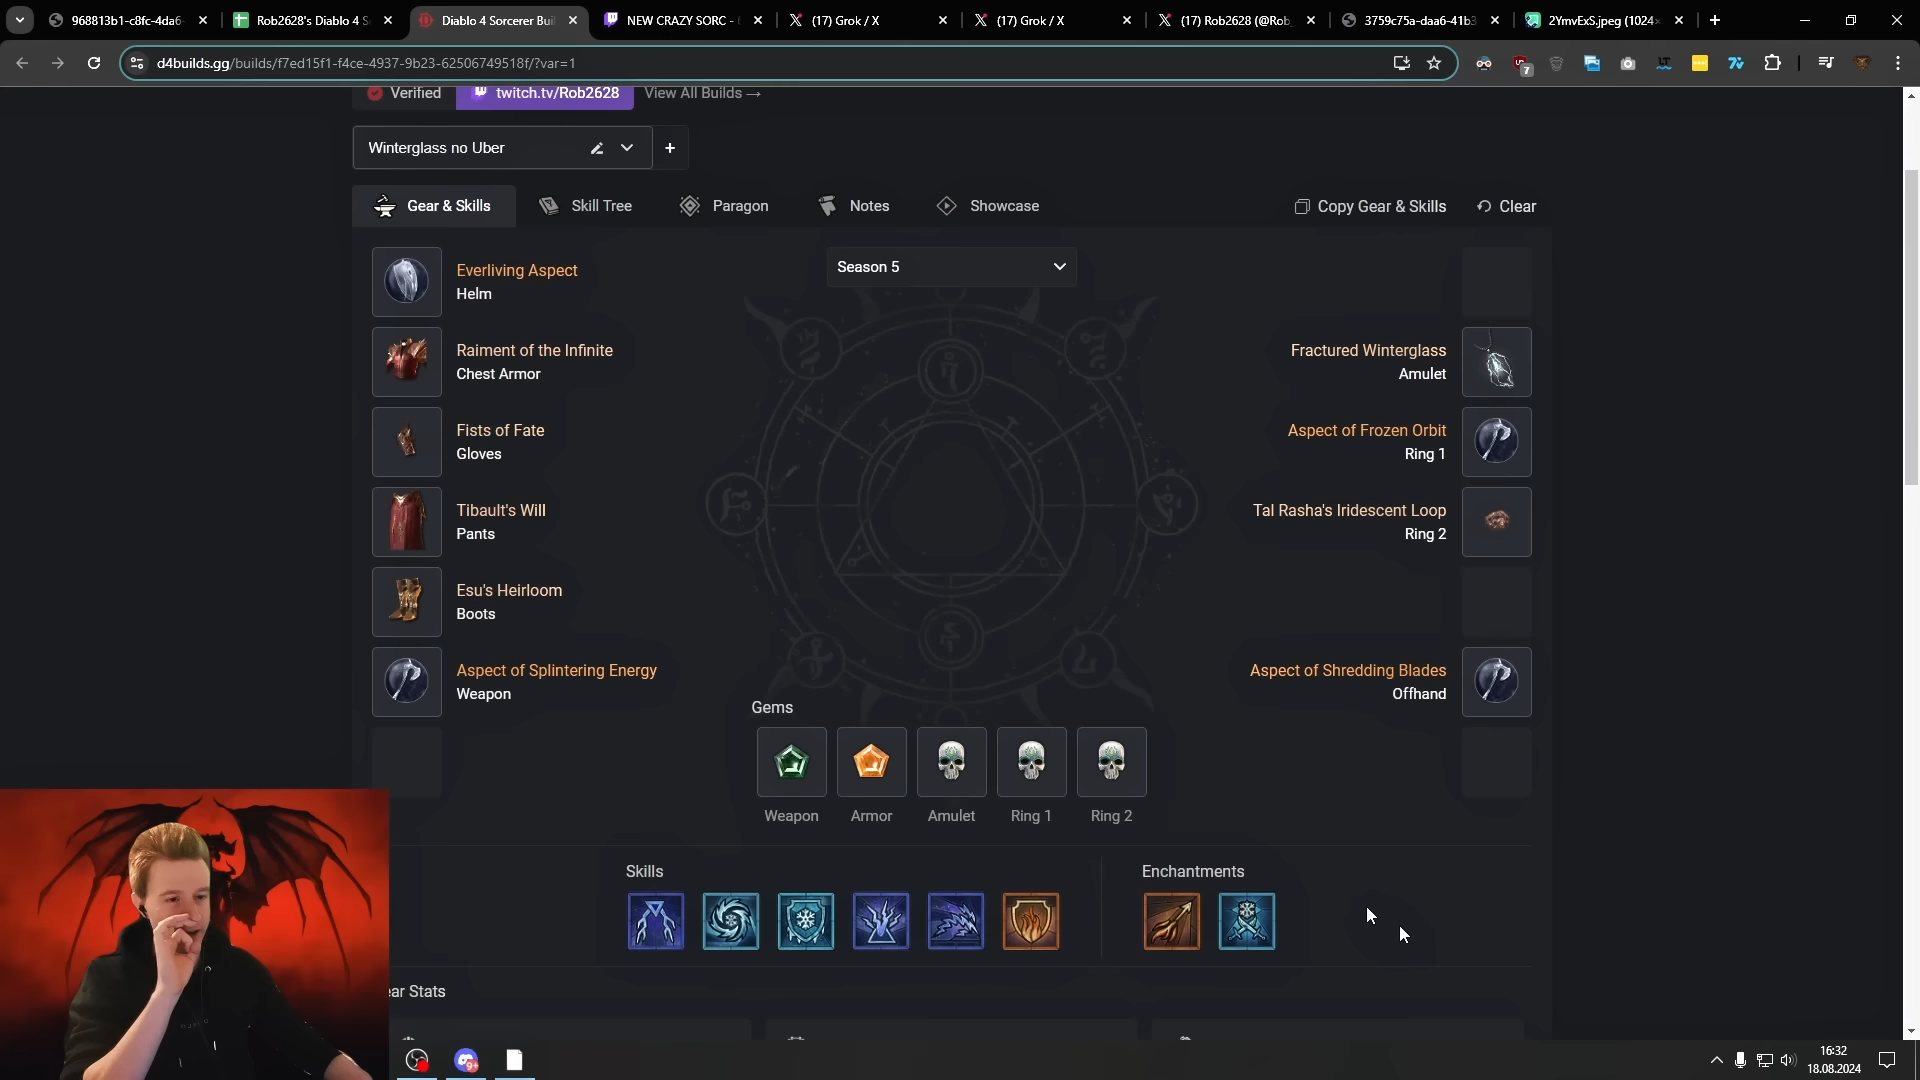 968813b1-c8fc-4da6-
Rob2628's Diablo 4 S
Diablo 4 Sorcerer Bui
NEW CRAZY SORC -
(17) Grok / X
(17) Grok / X
(17) Rob2628 (@Rob_
3759c75a-daa6-41b3
2YmvExS.jpeg (1024
d4builds.gg/builds/f7ed15f1-f4ce-4937-9b23-62506749518f/?var=1
7
Verified
twitch.tv/Rob2628
View All Builds →
Winterglass no Uber
+
Gear & Skills
Skill Tree
Paragon
Notes
Showcase
Copy Gear & Skills
Clear
Season 5
Everliving Aspect
Helm
Raiment of the Infinite
Chest Armor
Fists of Fate
Gloves
Tibault's Will
Pants
Esu's Heirloom
Boots
Aspect of Splintering Energy
Weapon
Fractured Winterglass
Amulet
Aspect of Frozen Orbit
Ring 1
Tal Rasha's Iridescent Loop
Ring 2
Aspect of Shredding Blades
Offhand
Gems
Weapon
Armor
Amulet
Ring 1
Ring 2
Skills
Enchantments
ear Stats
9+
16:32
18.08.2024